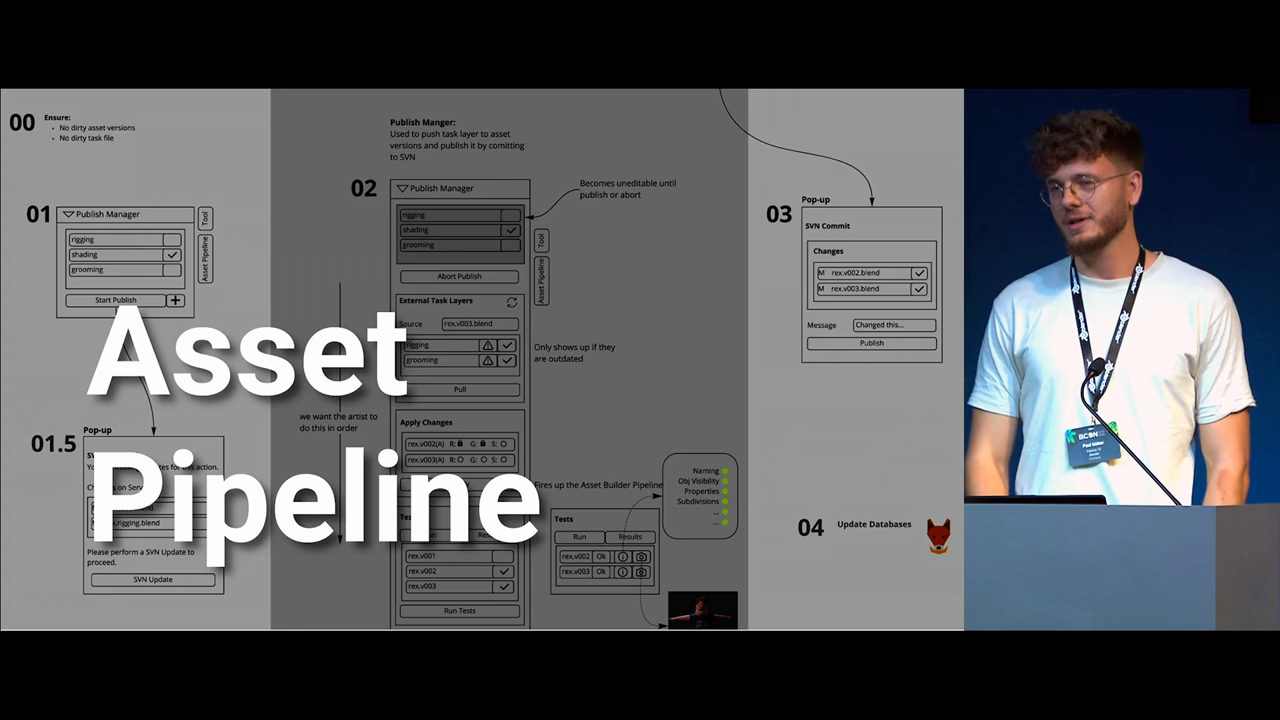 00
Ensure:
No dirty asset versions
No dirty task file
01
Publish Manager
rigging
shading
grooming
Start Publish
Tool
Asset Pipeline
Asset
Pipeline
01.5
Pop-up
for this action.
.rigging.blend
Please perform a SVN Update to
proceed.
SVN Update
Publish Manger:
Used to push task layer to asset
versions and publish it by comitting
to SVN
02
Publish Manager
rigging
shading
grooming
Abort Publish
Tool
Asset Pipeline
Becomes uneditable until
publish or abort
External Task Layers
Source
rex.v003.blend
rigging
grooming
Pull
Only shows up if they
are outdated
we want the artist to
do this in order
Apply Changes
rex.v002(A) R: G: S:
rex.v003(A) R: G: S:
Fires up the Asset Builder Pipeline
rex.v001
rex.v002
rex.v003
Run Tests
Tests
Run
Results
rex.v002 Ok
rex.v003 Ok
Naming
Obj Visibility
Properties
Subdivisions
...
...
03
Pop-up
SVN Commit
Changes
M rex.v002.blend
M rex.v003.blend
Message
Changed this...
Publish
04
Update Databases
BCON